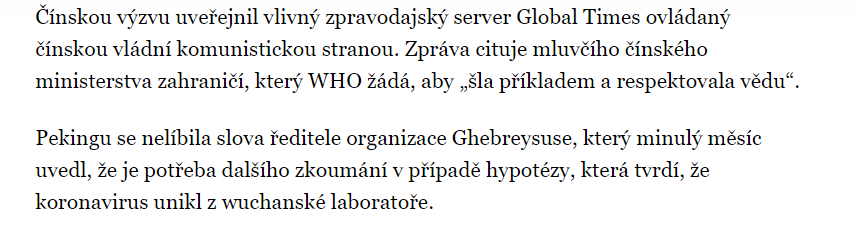 Čínskou výzvu uveřejnil vlivný zpravodajský server Global Times ovládaný
čínskou vládní komunistickou stranou. Zpráva cituje mluvčího čínského
ministerstva zahraničí, který WHO žádá, aby „šla příkladem a respektovala vědu“.
Pekingu se nelíbila slova ředitele organizace Ghebreysuse, který minulý měsíc
uvedl, že je potřeba dalšího zkoumání v případě hypotézy, která tvrdí, že
koronavirus unikl z wuchanské laboratoře.